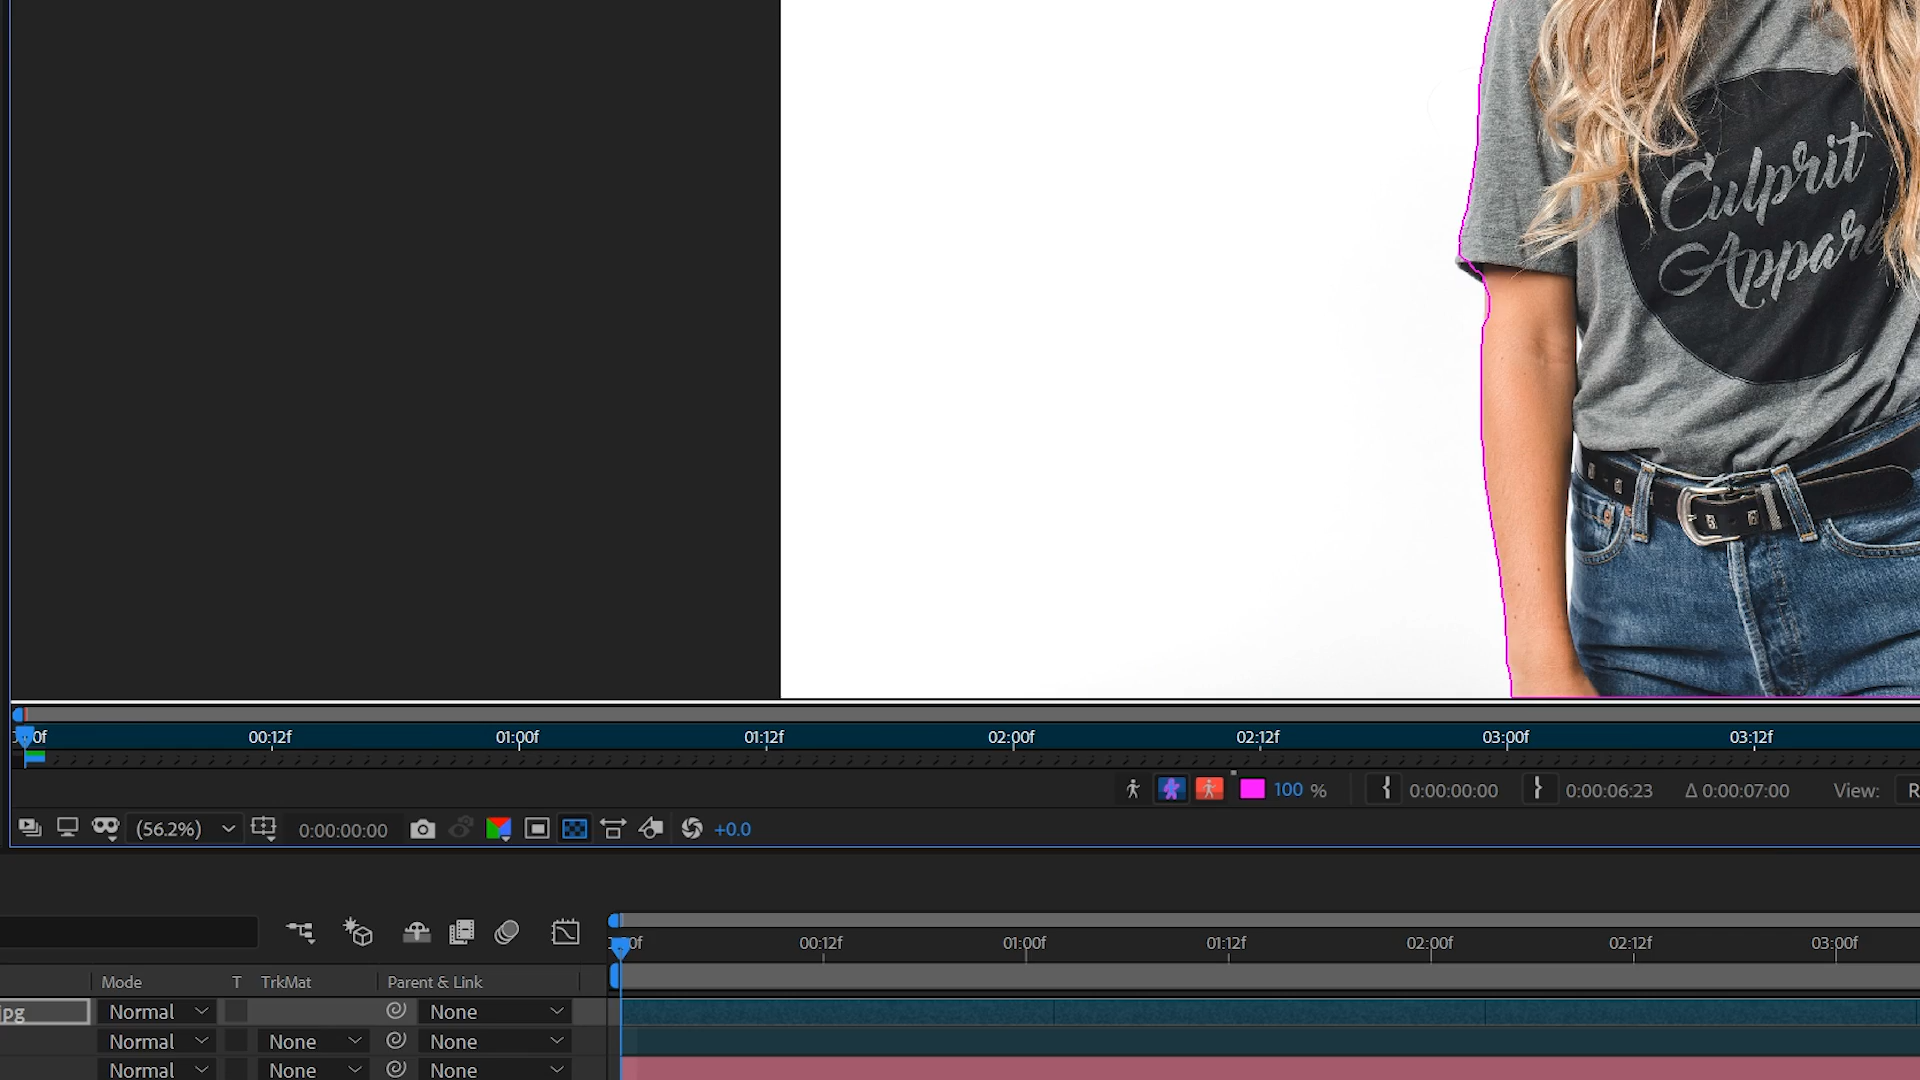 Culprit
00:12f 01:00f 01:12f 02:00f 02:12f 03:00f 03:12f
100 % 0:00:00:00 0:00:06:23 Δ 0:00:07:00 View: R
(56.2%) 0:00:00:00 +0.0
00:12f 01:00f 01:12f 02:00f 02:12f 03:00f
Mode T TrkMat Parent & Link
jpg Normal None
Normal None None
Normal None None